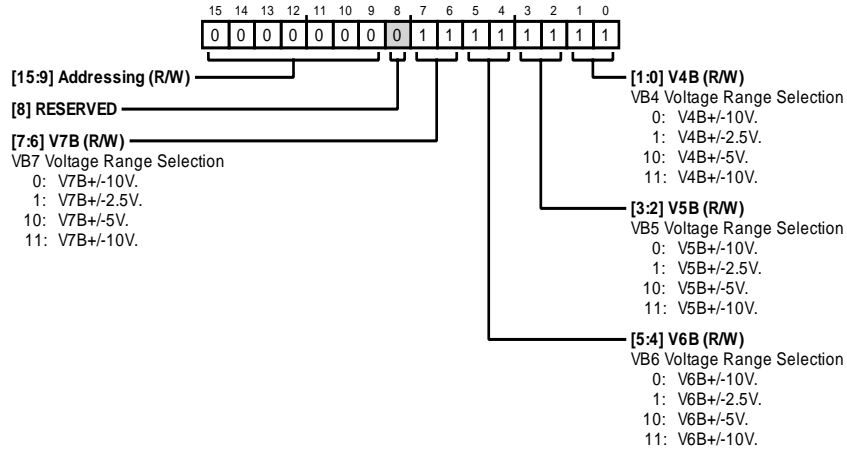 15 14 13 12 11 10 9 8 7 6 5 4 3 2 1 0
0 0 0 0 0 0 0 0 1 1 1 1 1 1 1 1
[15:9] Addressing (R/W)
[8] RESERVED
[7:6] V7B (R/W)
VB7 Voltage Range Selection
0: V7B+/-10V.
1: V7B+/-2.5V.
10: V7B+/-5V.
11: V7B+/-10V.
[1:0] V4B (R/W)
VB4 Voltage Range Selection
0: V4B+/-10V.
1: V4B+/-2.5V.
10: V4B+/-5V.
11: V4B+/-10V.
[3:2] V5B (R/W)
VB5 Voltage Range Selection
0: V5B+/-10V.
1: V5B+/-2.5V.
10: V5B+/-5V.
11: V5B+/-10V.
[5:4] V6B (R/W)
VB6 Voltage Range Selection
0: V6B+/-10V.
1: V6B+/-2.5V.
10: V6B+/-5V.
11: V6B+/-10V.